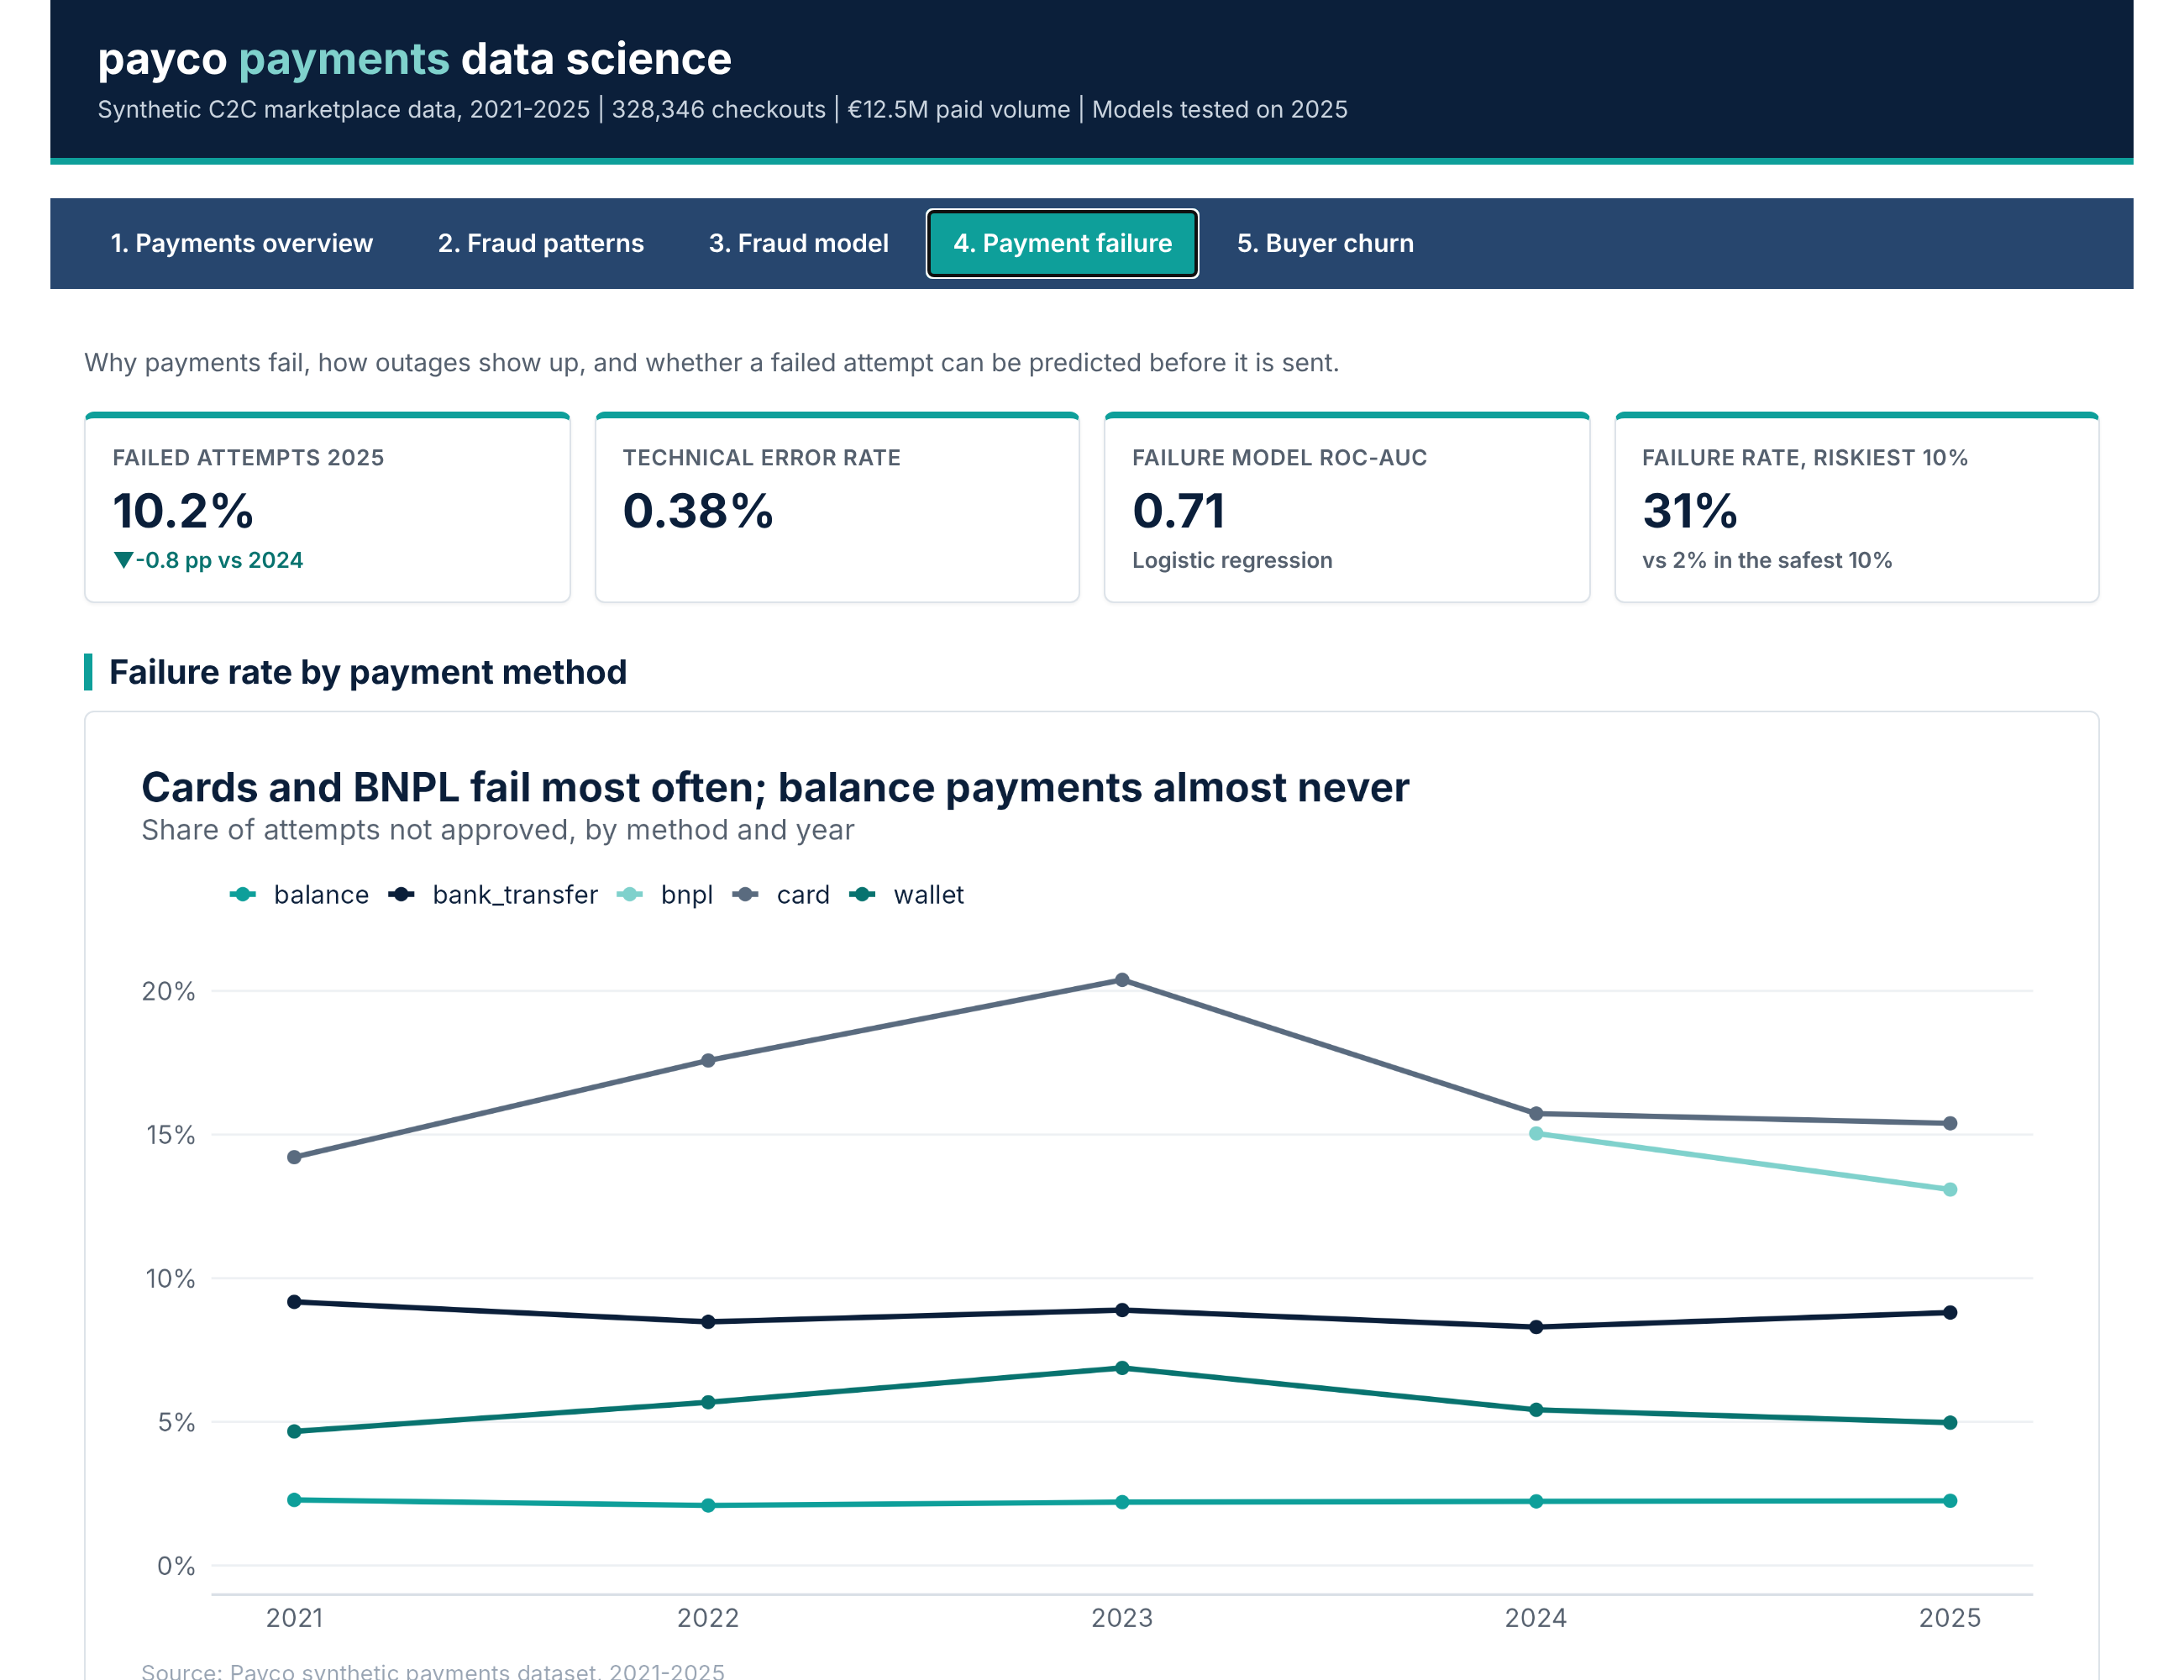 payco payments data science
Synthetic C2C marketplace data, 2021-2025 | 328,346 checkouts | €12.5M paid volume | Models tested on 2025
1. Payments overview 2. Fraud patterns 3. Fraud model 4. Payment failure 5. Buyer churn
Why payments fail, how outages show up, and whether a failed attempt can be predicted before it is sent.
FAILED ATTEMPTS 2025
10.2%
▼-0.8 pp vs 2024
TECHNICAL ERROR RATE
0.38%
FAILURE MODEL ROC-AUC
0.71
Logistic regression
FAILURE RATE, RISKIEST 10%
31%
vs 2% in the safest 10%
Failure rate by payment method
Cards and BNPL fail most often; balance payments almost never
Share of attempts not approved, by method and year
balance bank_transfer bnpl card wallet
20%
15%
10%
5%
0%
2021 2022 2023 2024 2025
Source: Payco synthetic payments dataset, 2021-2025